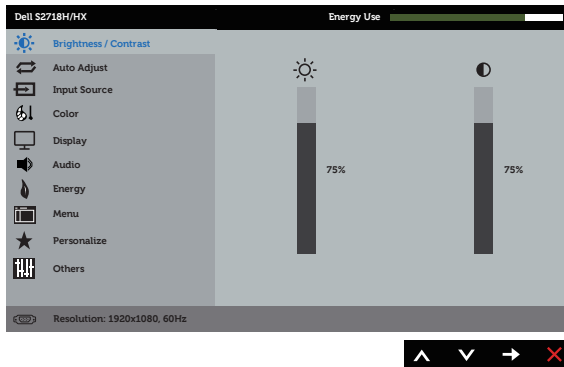 Dell S2718H/HX
Energy Use
Brightness / Contrast
Auto Adjust
Input Source
Color
Display
Audio
Energy
Menu
Personalize
Others
75%
75%
Resolution: 1920x1080, 60Hz